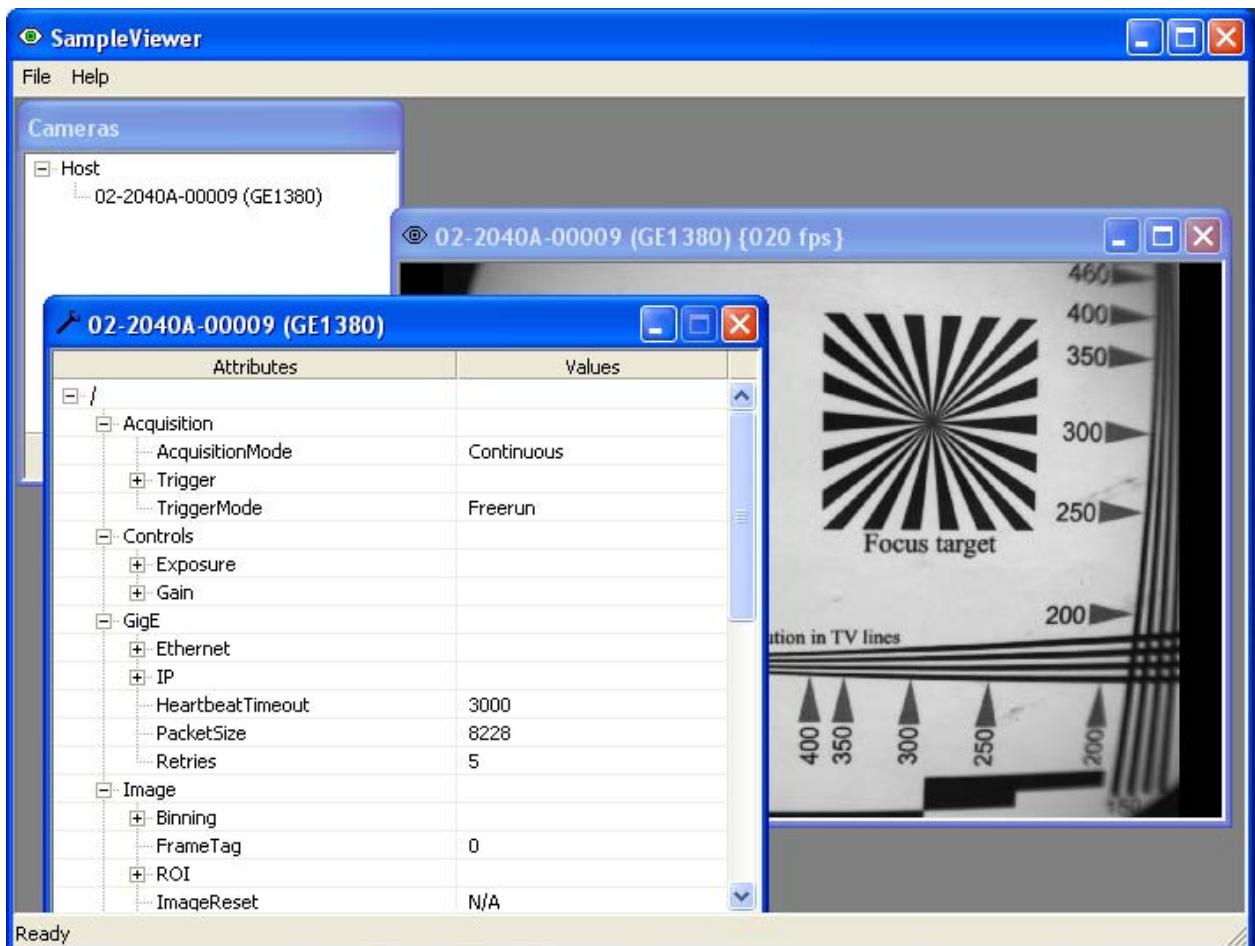 SampleViewer
File Help
Cameras
Host
02-2040A-00009 (GE1380)
02-2040A-00009 (GE1380) {020 fps}
02-2040A-00009 (GE1380)
Attributes Values
/
Acquisition
AcquisitionMode Continuous
Trigger
TriggerMode Freerun
Controls
Exposure
Gain
GigE
Ethernet
IP
HeartbeatTimeout 3000
PacketSize 8228
Retries 5
Image
Binning
FrameTag 0
ROI
ImageReset N/A
460
400
350
300
250
Focus target
200
ution in TV lines
400 350 300 250 200
150
Ready